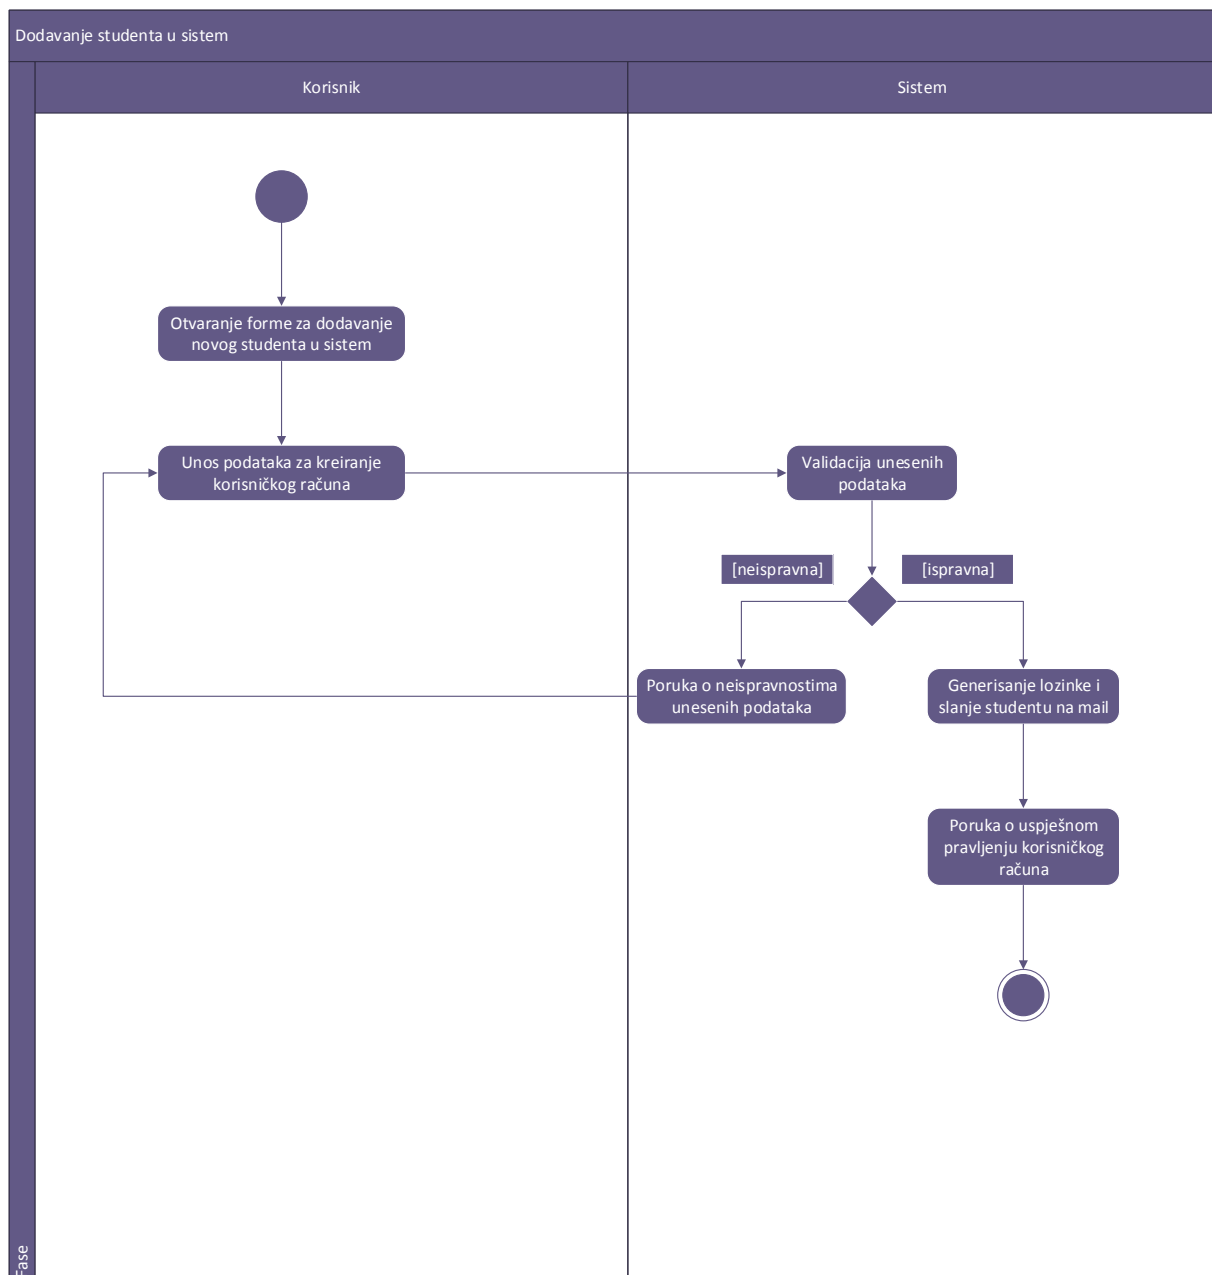 Dodavanje studenta u sistem
Korisnik
Sistem
Otvaranje forme za dodavanje
novog studenta u sistem
Unos podataka za kreiranje
korisničkog računa
Validacija unesenih
podataka
[neispravna]
[ispravna]
Poruka o neispravnostima
unesenih podataka
Generisanje lozinke i
slanje studentu na mail
Poruka o uspješnom
pravljenju korisničkog
računa
Fase